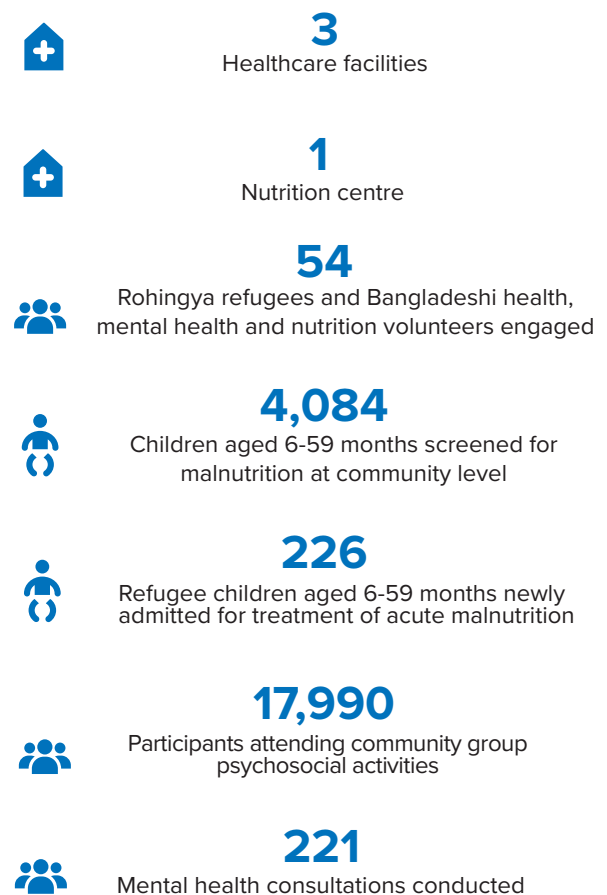 3
Healthcare facilities
1
Nutrition centre
54
Rohingya refugees and Bangladeshi health,
mental health and nutrition volunteers engaged
4,084
Children aged 6-59 months screened for
malnutrition at community level
226
Refugee children aged 6-59 months newly
admitted for treatment of acute malnutrition
17,990
Participants attending community group
psychosocial activities
221
Mental health consultations conducted